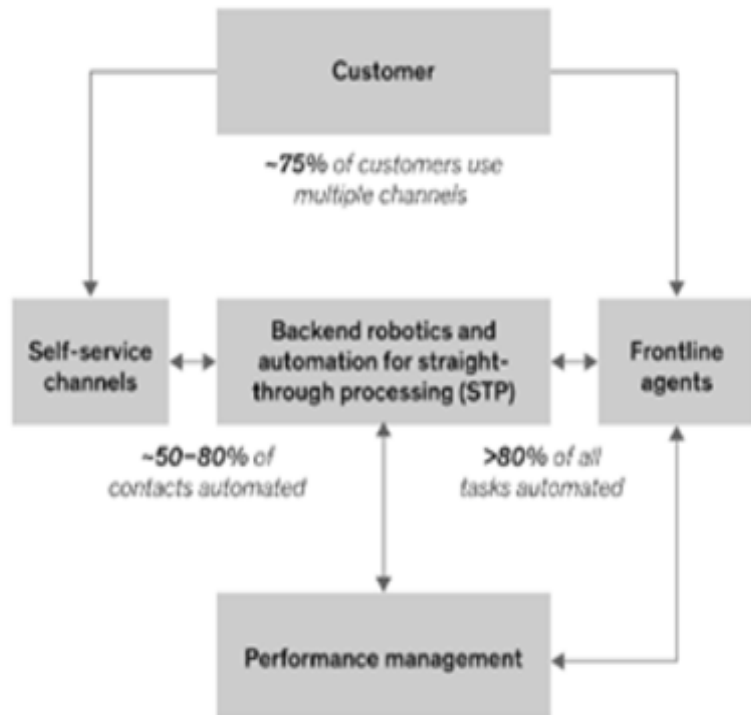 Customer
~75% of customers use
multiple channels
Self-service
channels
Backend robotics and
automation for straight-
through processing (STP)
Frontline
agents
~50–80% of
contacts automated
>80% of all
tasks automated
Performance management